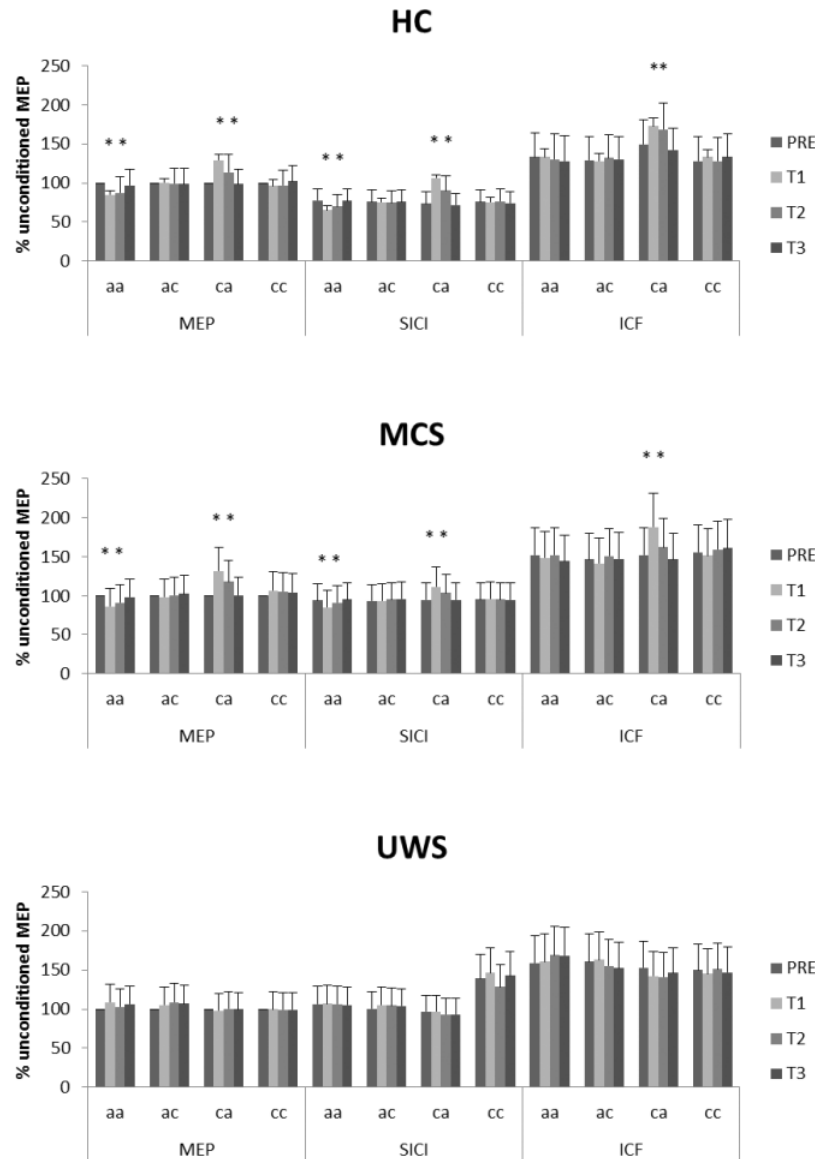 HC
% unconditioned MEP
250
* *
* *
* *
* *
**
200
150
100
50
0
aa ac ca cc aa ac ca cc aa ac ca cc
MEP SICI ICF
PRE
T1
T2
T3
MCS
% unconditioned MEP
250
* *
* *
* *
* *
* *
200
150
100
50
0
aa ac ca cc aa ac ca cc aa ac ca cc
MEP SICI ICF
PRE
T1
T2
T3
UWS
% unconditioned MEP
250
200
150
100
50
0
aa ac ca cc aa ac ca cc aa ac ca cc
MEP SICI ICF
PRE
T1
T2
T3